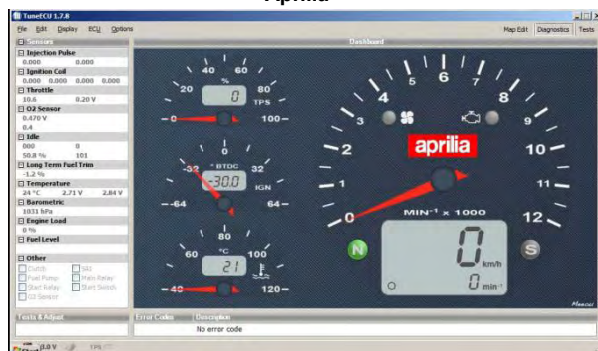 Aprilia
TuneECU 1.7.8
File Edit Display ECU Options
Map Edit Diagnostics Tests
Sensors
Dashboard
Injection Pulse
0.000 0.000
Ignition Coil
0.000 0.000 0.000 0.000
Throttle
10.6 0.20 V
O2 Sensor
0.470 V
0.4
Idle
000 0
50.8 % 101
Long Term Fuel Trim
-1.2 %
Temperature
24 °C 2.71 V 2.84 V
Barometric
1031 hPa
Engine Load
0 %
Fuel Level
Other
Clutch SAI
Fuel Pump Main Relay
Start Relay Start Switch
O2 Sensor
0 20 40 60 80 100
%
0
TPS
-64 -32 0 32 64
° BTDC
-30.0
IGN
40 60 80 100 120
°C
21
0 1 2 3 4 5 6 7 8 9 10 11 12
aprilia
MIN⁻¹ x 1000
N
S
0 km/h
0 min⁻¹
Tests & Adjust
Error Codes Description
No error code
TPS